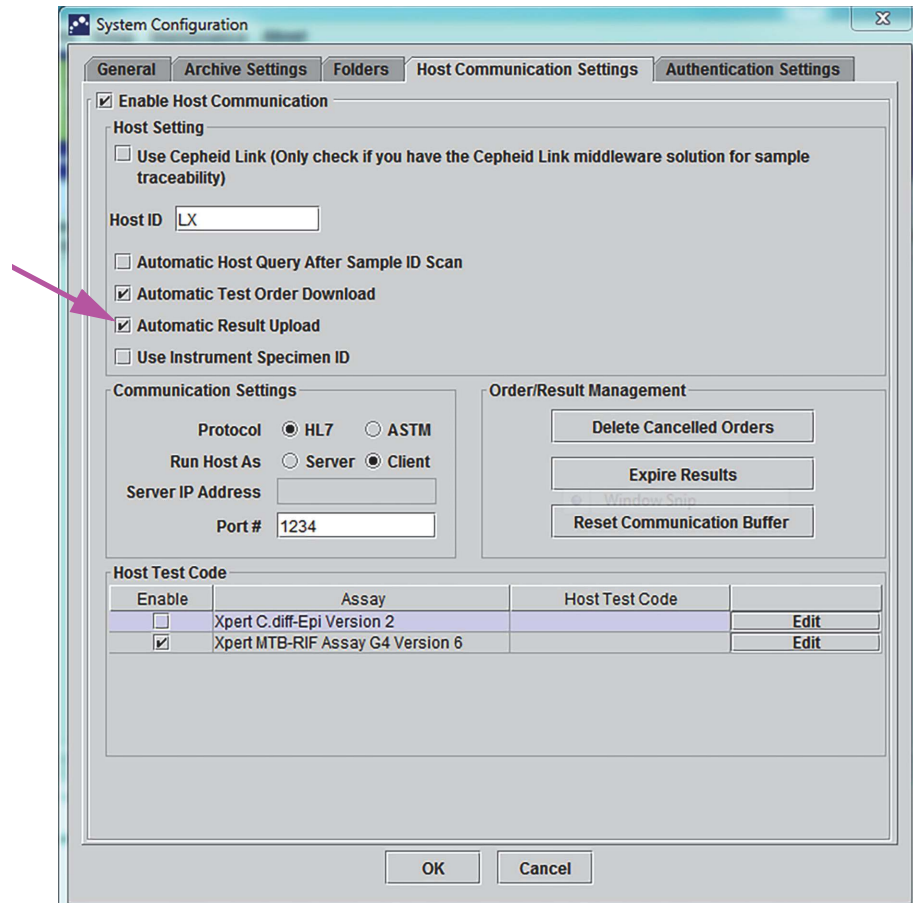 System Configuration
General Archive Settings Folders Host Communication Settings Authentication Settings
Enable Host Communication
Host Setting
Use Cepheid Link (Only check if you have the Cepheid Link middleware solution for sample
traceability)
Host ID LX
Automatic Host Query After Sample ID Scan
Automatic Test Order Download
Automatic Result Upload
Use Instrument Specimen ID
Communication Settings
Protocol HL7 ASTM
Run Host As Server Client
Server IP Address
Port # 1234
Order/Result Management
Delete Cancelled Orders
Expire Results
Window Snip
Reset Communication Buffer
Host Test Code
Enable Assay Host Test Code
Xpert C.diff-Epi Version 2 Edit
Xpert MTB-RIF Assay G4 Version 6 Edit
OK Cancel